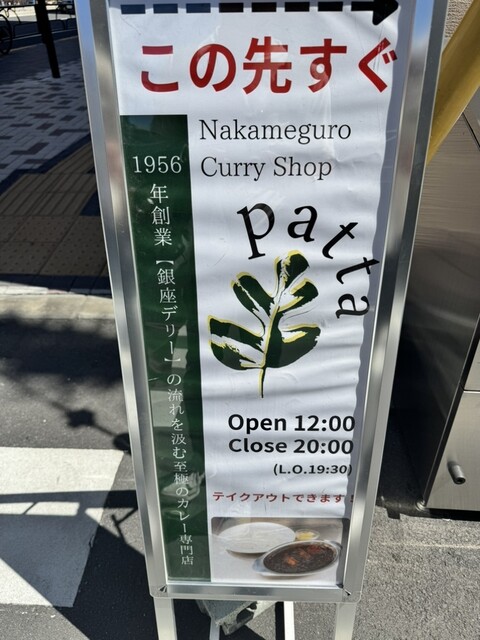 この先すぐ
Nakameguro
Curry Shop
patta
1956年創業【銀座デリー】の流れを汲む至極のカレー専門店
Open 12:00
Close 20:00
(L.O.19:30)
テイクアウトできます！